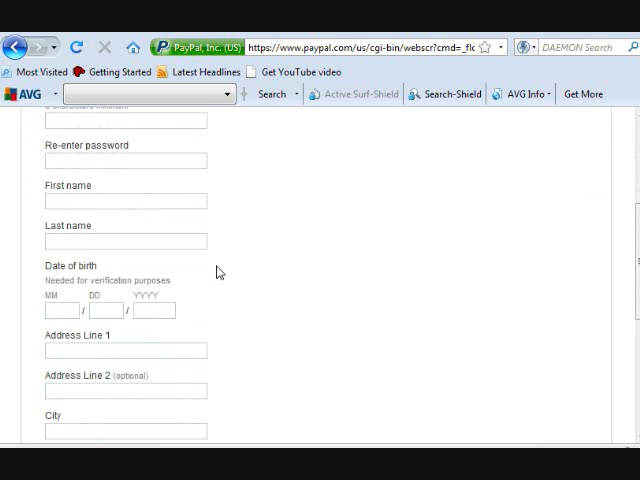 PayPal, Inc. (US) https://www.paypal.com/us/cgi-bin/webscr?cmd=_flc DAEMON Search
Most Visited Getting Started Latest Headlines Get YouTube video
AVG Search Active Surf-Shield Search-Shield AVG Info Get More
Re-enter password
First name
Last name
Date of birth
Needed for verification purposes
MM DD YYYY
/ /
Address Line 1
Address Line 2 (optional)
City